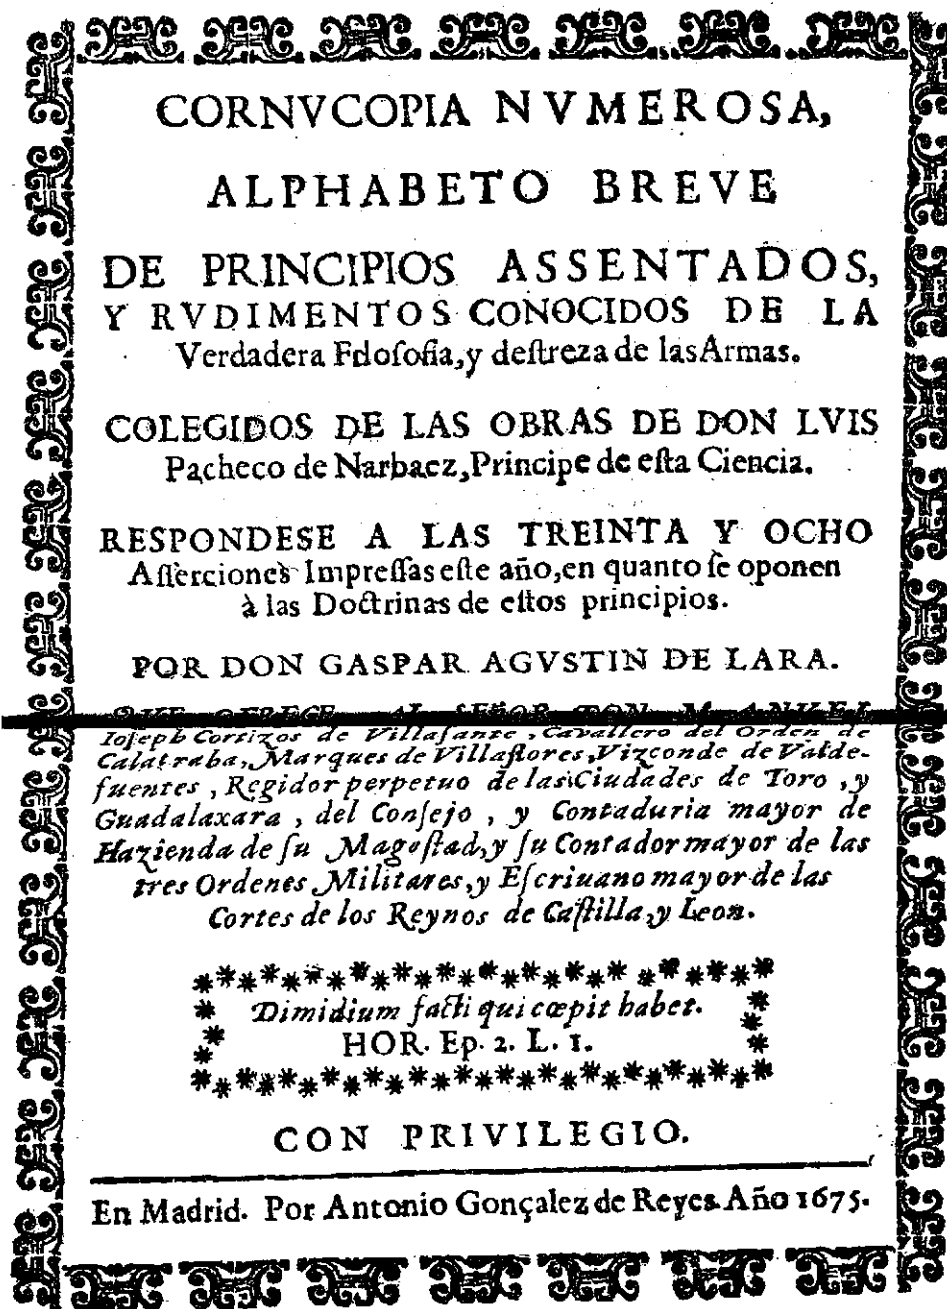 CORNVCOPIA NVMEROSA,
ALPHABETO BREVE
DE PRINCIPIOS ASSENTADOS,
Y RVDIMENTOS CONOCIDOS DE LA
Verdadera Filosofia, y destreza de las Armas.
COLEGIDOS DE LAS OBRAS DE DON LVIS
Pacheco de Narbaez, Principe de esta Ciencia.
RESPONDESE A LAS TREINTA Y OCHO
Asserciones Impressas este año, en quanto se oponen
à las Doctrinas de estos principios.
POR DON GASPAR AGVSTIN DE LARA.
QVE OFRECE AL SEÑOR DON MANVEL
Ioseph Cortizos de Villasante, Cavallero del Orden de
Calatraba, Marques de Villaflores, Vizconde de Valde-
fuentes, Regidor perpetuo de las Ciudades de Toro, y
Guadalaxara, del Consejo, y Contaduria mayor de
Hazienda de su Magestad, y su Contador mayor de las
tres Ordenes Militares, y Escriuano mayor de las
Cortes de los Reynos de Castilla, y Leon.
Dimidium facti qui cœpit habet.
HOR. Ep. 2. L. 1.
CON PRIVILEGIO.
En Madrid. Por Antonio Gonçalez de Reyes. Año 1675.